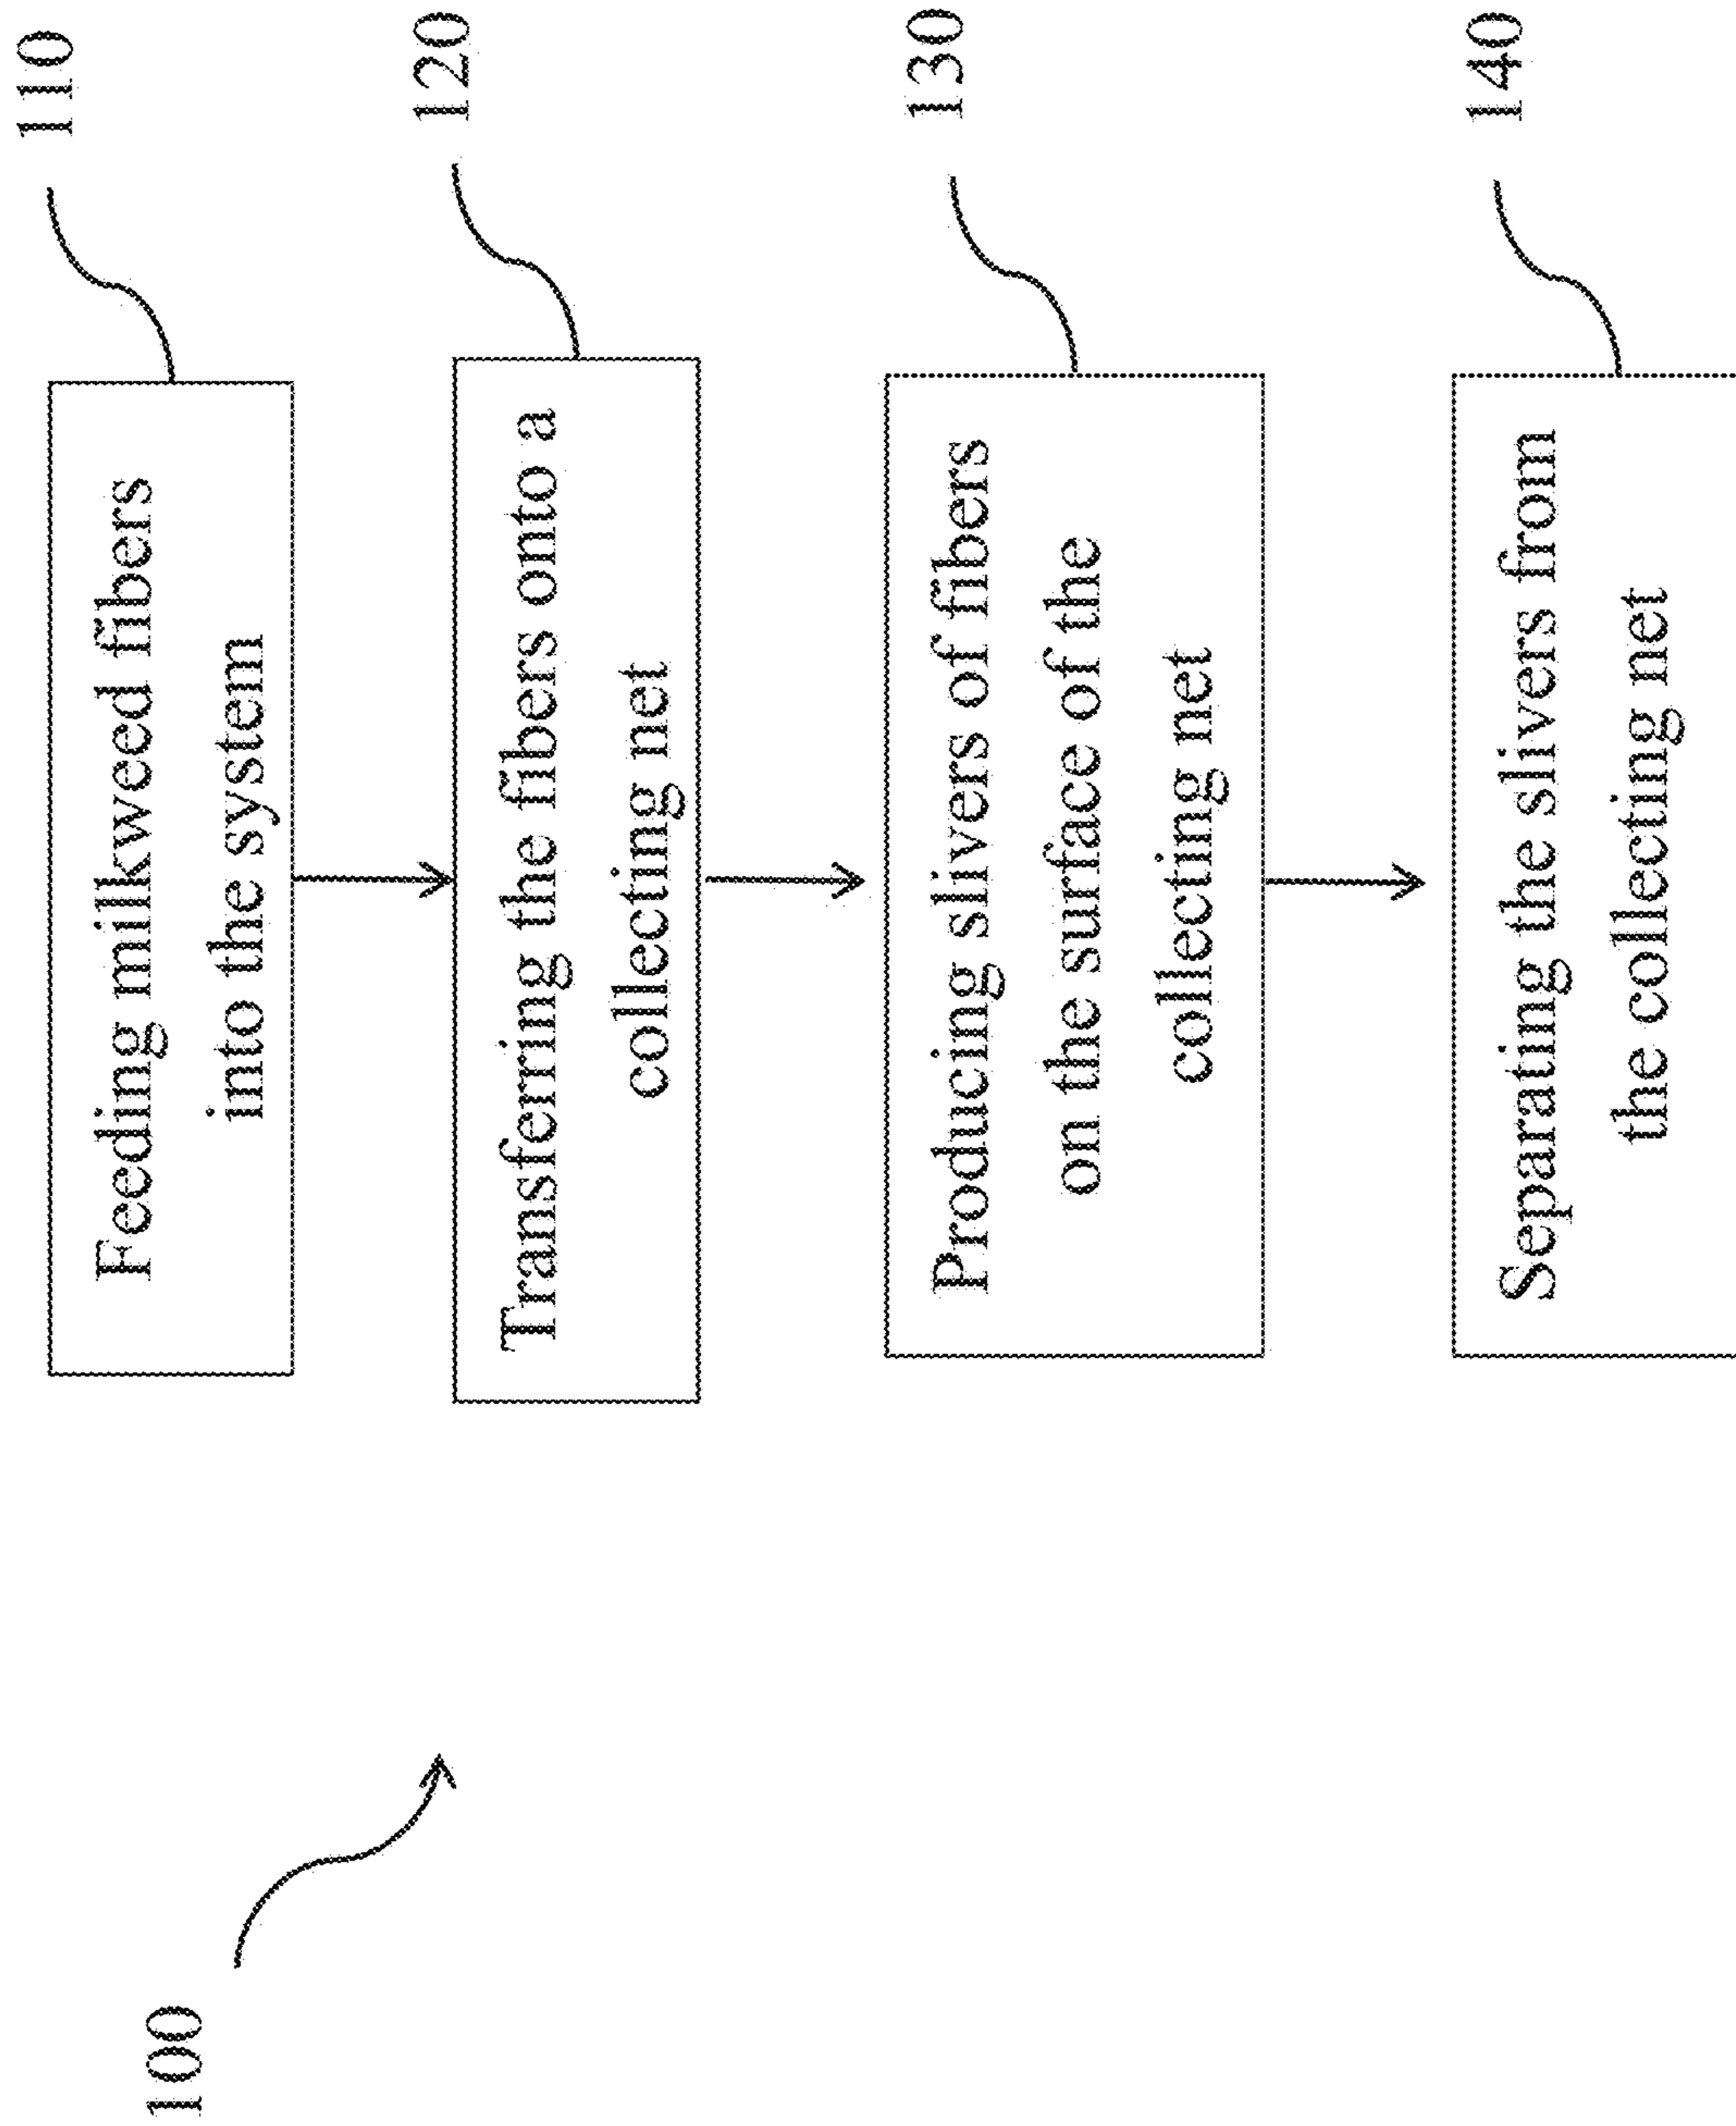 100
110
Feeding milkweed fibers
into the system
120
Transferring the fibers onto a
collecting net
130
Producing slivers of fibers
on the surface of the
collecting net
140
Separating the slivers from
the collecting net